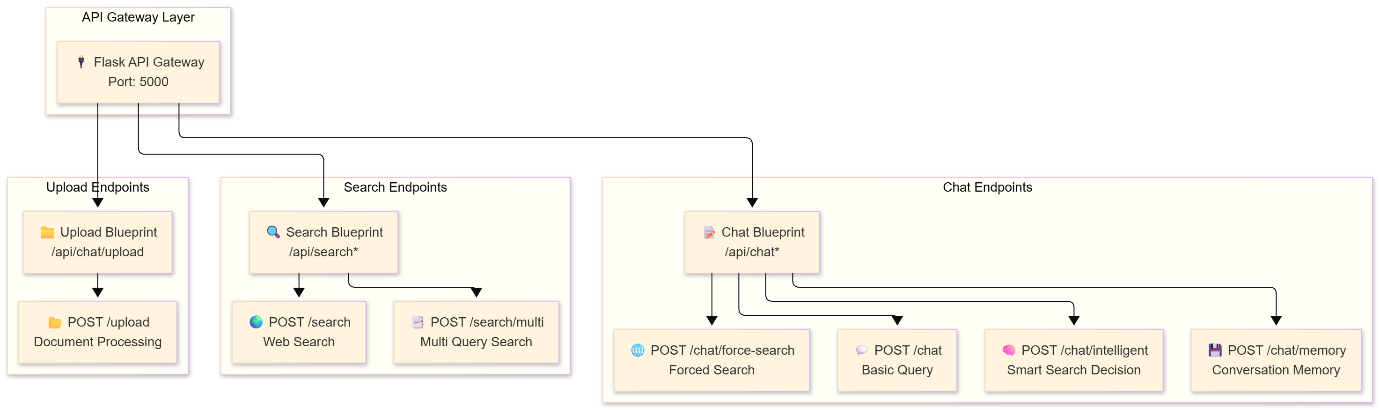 API Gateway Layer
Flask API Gateway
Port: 5000
Upload Endpoints
Upload Blueprint
/api/chat/upload
POST /upload
Document Processing
Search Endpoints
Search Blueprint
/api/search*
POST /search
Web Search
POST /search/multi
Multi Query Search
Chat Endpoints
Chat Blueprint
/api/chat*
POST /chat/force-search
Forced Search
POST /chat
Basic Query
POST /chat/intelligent
Smart Search Decision
POST /chat/memory
Conversation Memory